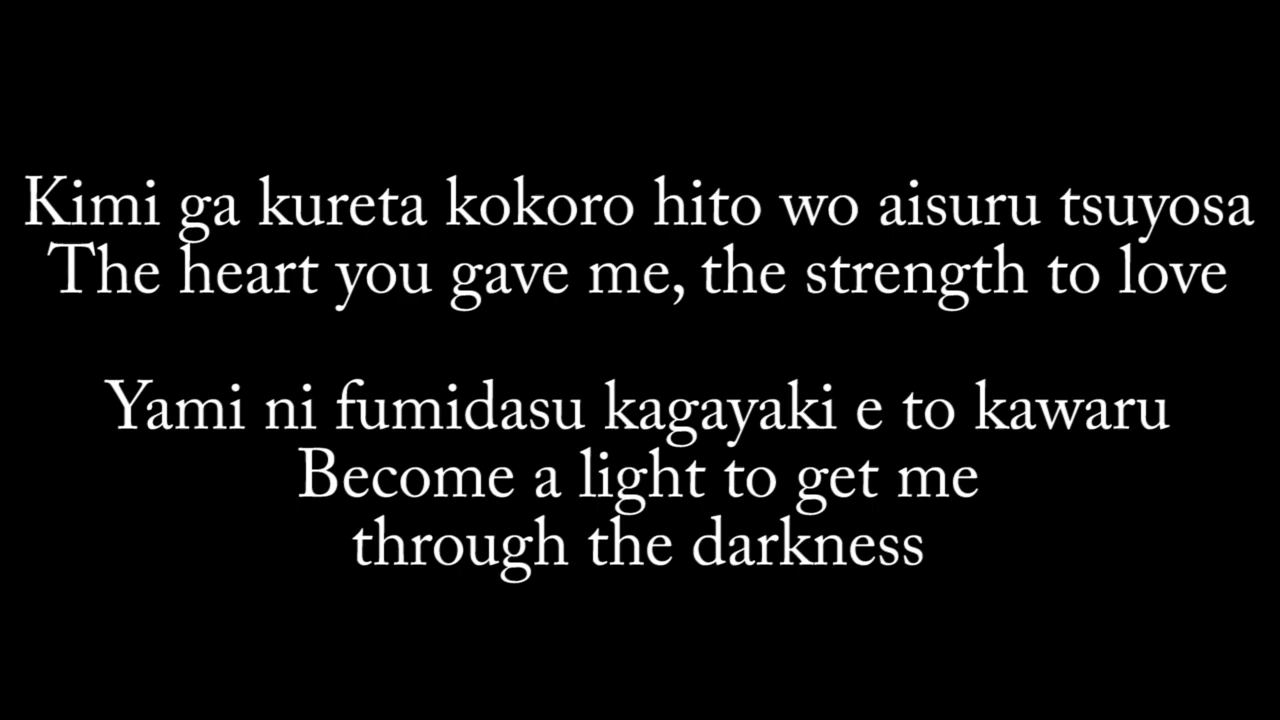 Kimi ga kureta kokoro hito wo aisuru tsuyosa
The heart you gave me, the strength to love
Yami ni fumidasu kagayaki e to kawaru
Become a light to get me
through the darkness